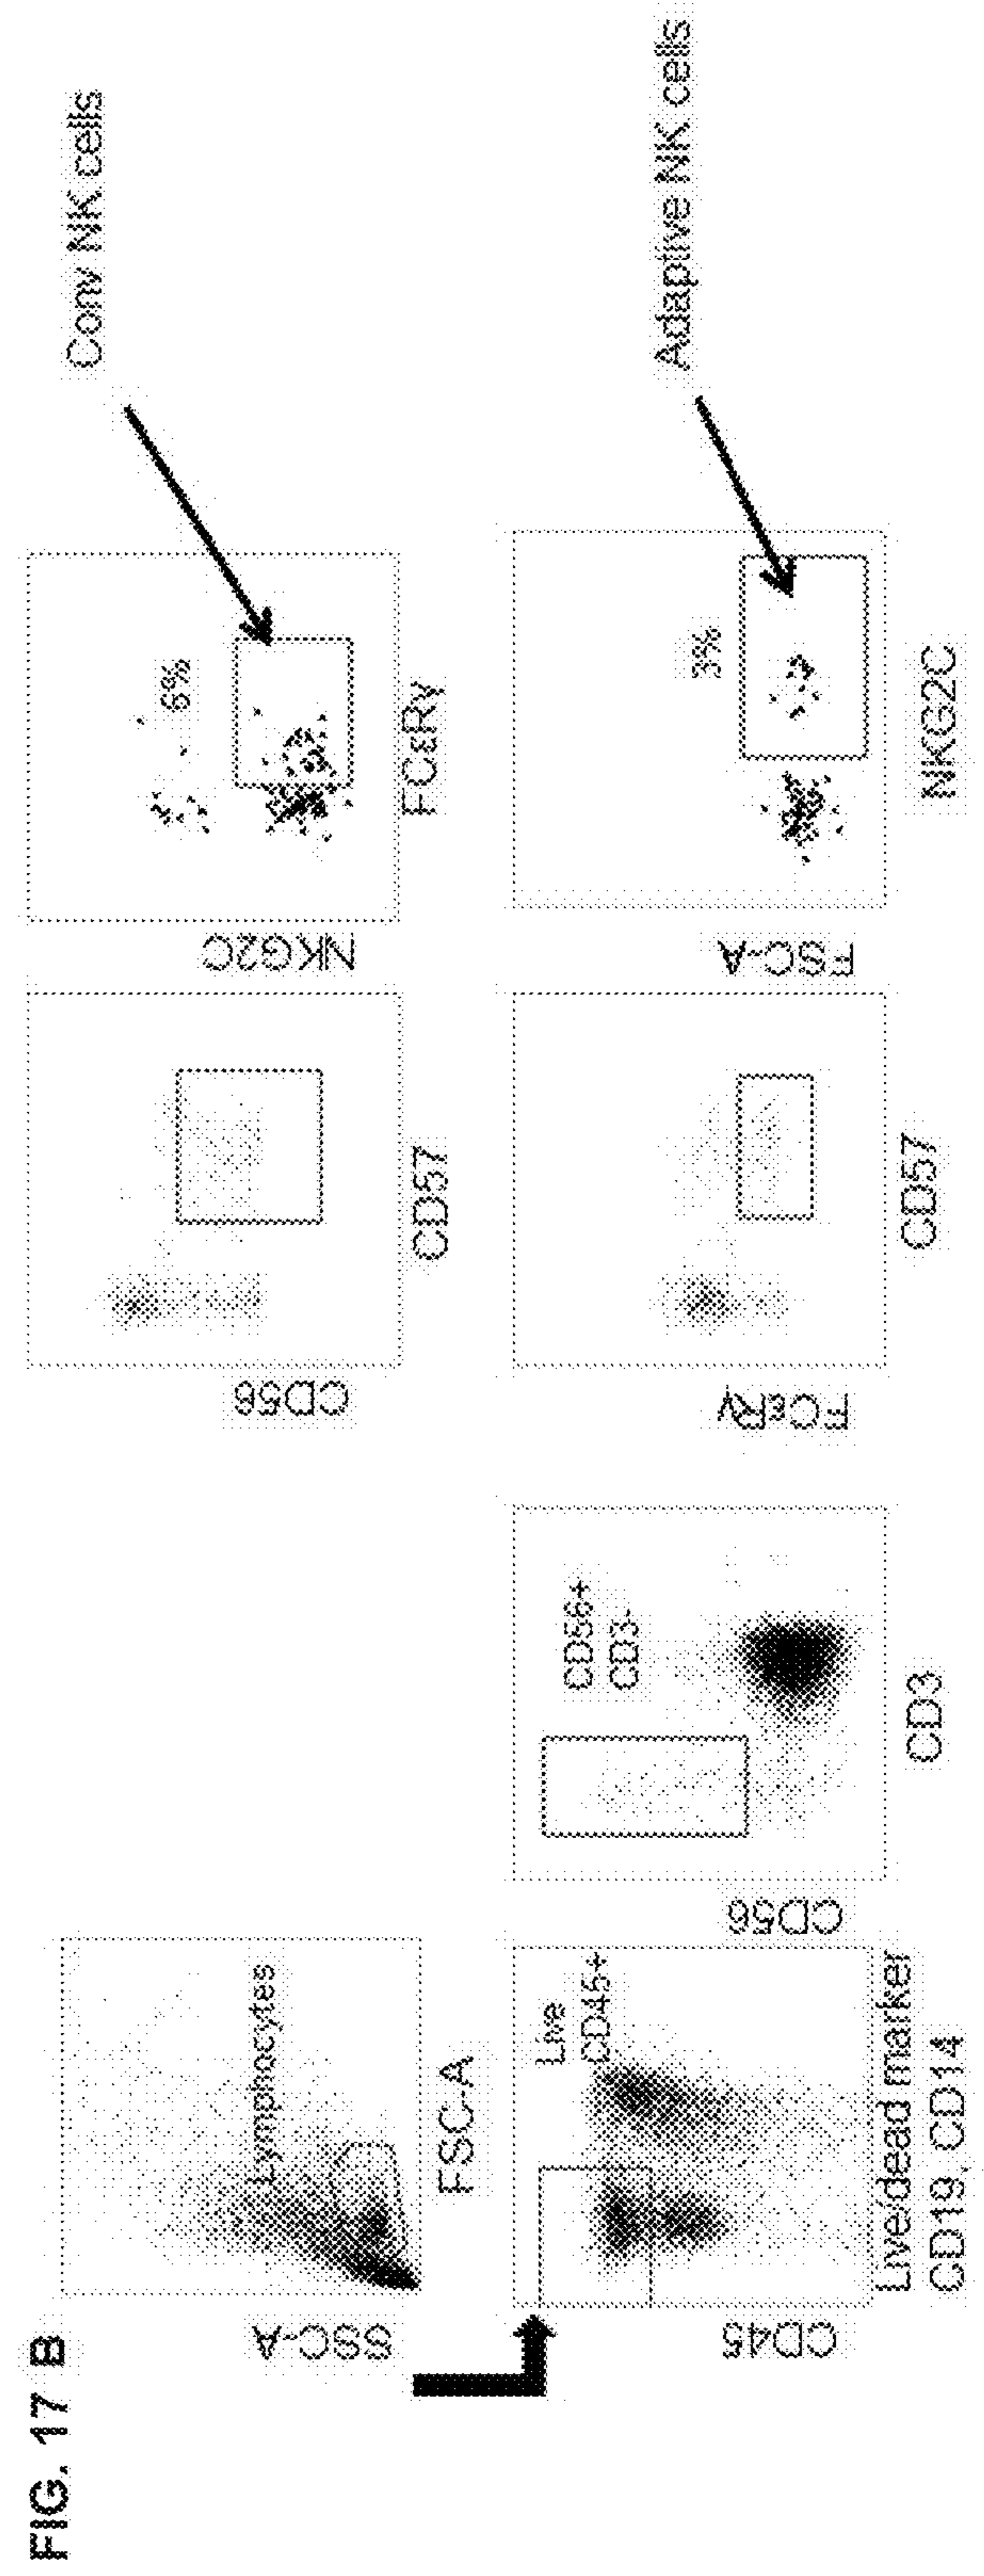 FIG. 17 B
SSC-A
Lymphocytes
FSC-A
CD45
Live
CD45+
Live/dead marker
CD19, CD14
CD56
CD56+
CD3-
CD3
CD56
CD57
FCεRγ
CD57
NKG2C
6%
FCεRγ
Conv NK cells
FSC-A
3%
NKG2C
Adaptive NK cells